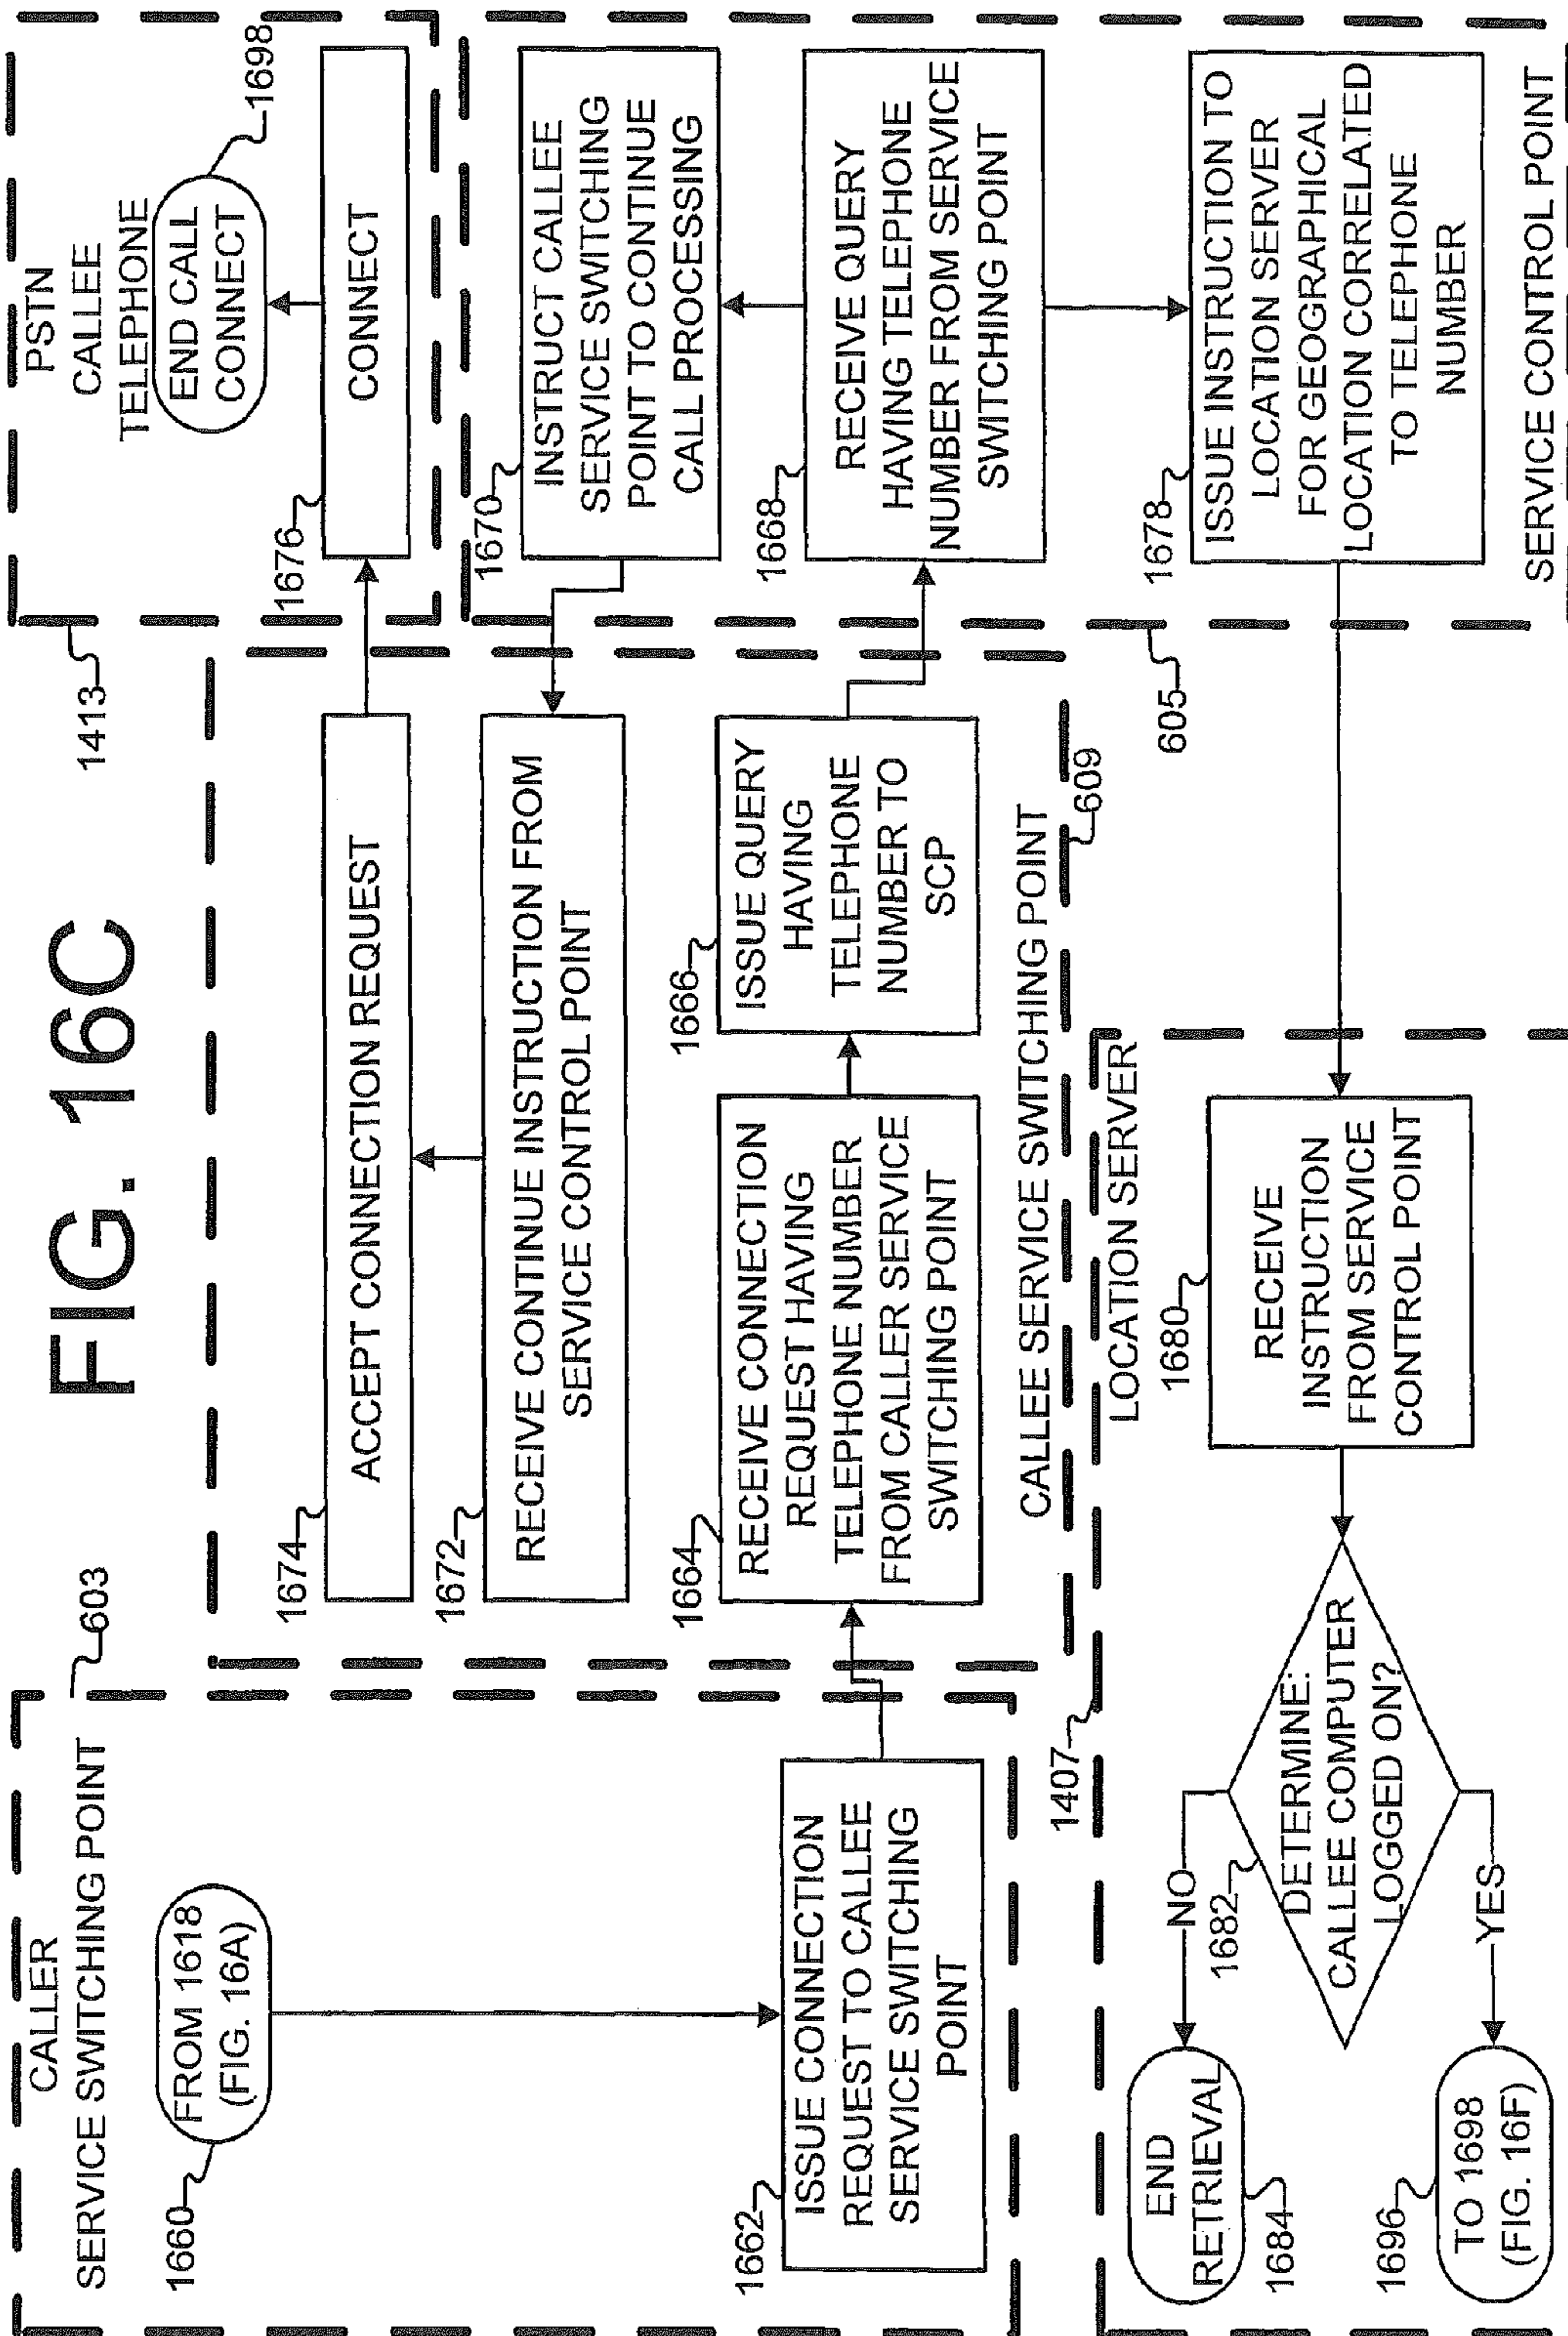 FIG. 16C
CALLER
SERVICE SWITCHING POINT
603
1660
FROM 1618
(FIG. 16A)
1662
ISSUE CONNECTION
REQUEST TO CALLEE
SERVICE SWITCHING
POINT
1674
ACCEPT CONNECTION REQUEST
1672
RECEIVE CONTINUE INSTRUCTION FROM
SERVICE CONTROL POINT
1664
RECEIVE CONNECTION
REQUEST HAVING
TELEPHONE NUMBER
FROM CALLER SERVICE
SWITCHING POINT
1666
ISSUE QUERY
HAVING
TELEPHONE
NUMBER TO
SCP
CALLEE SERVICE SWITCHING POINT
609
1413
PSTN
CALLEE
TELEPHONE
END CALL
CONNECT
1698
1676
CONNECT
1670
INSTRUCT CALLEE
SERVICE SWITCHING
POINT TO CONTINUE
CALL PROCESSING
1668
RECEIVE QUERY
HAVING TELEPHONE
NUMBER FROM SERVICE
SWITCHING POINT
605
1678
ISSUE INSTRUCTION TO
LOCATION SERVER
FOR GEOGRAPHICAL
LOCATION CORRELATED
TO TELEPHONE
NUMBER
SERVICE CONTROL POINT
1407
LOCATION SERVER
1680
RECEIVE
INSTRUCTION
FROM SERVICE
CONTROL POINT
1682
DETERMINE:
CALLEE COMPUTER
LOGGED ON?
NO
YES
END
RETRIEVAL
1684
1696
TO 1698
(FIG. 16F)